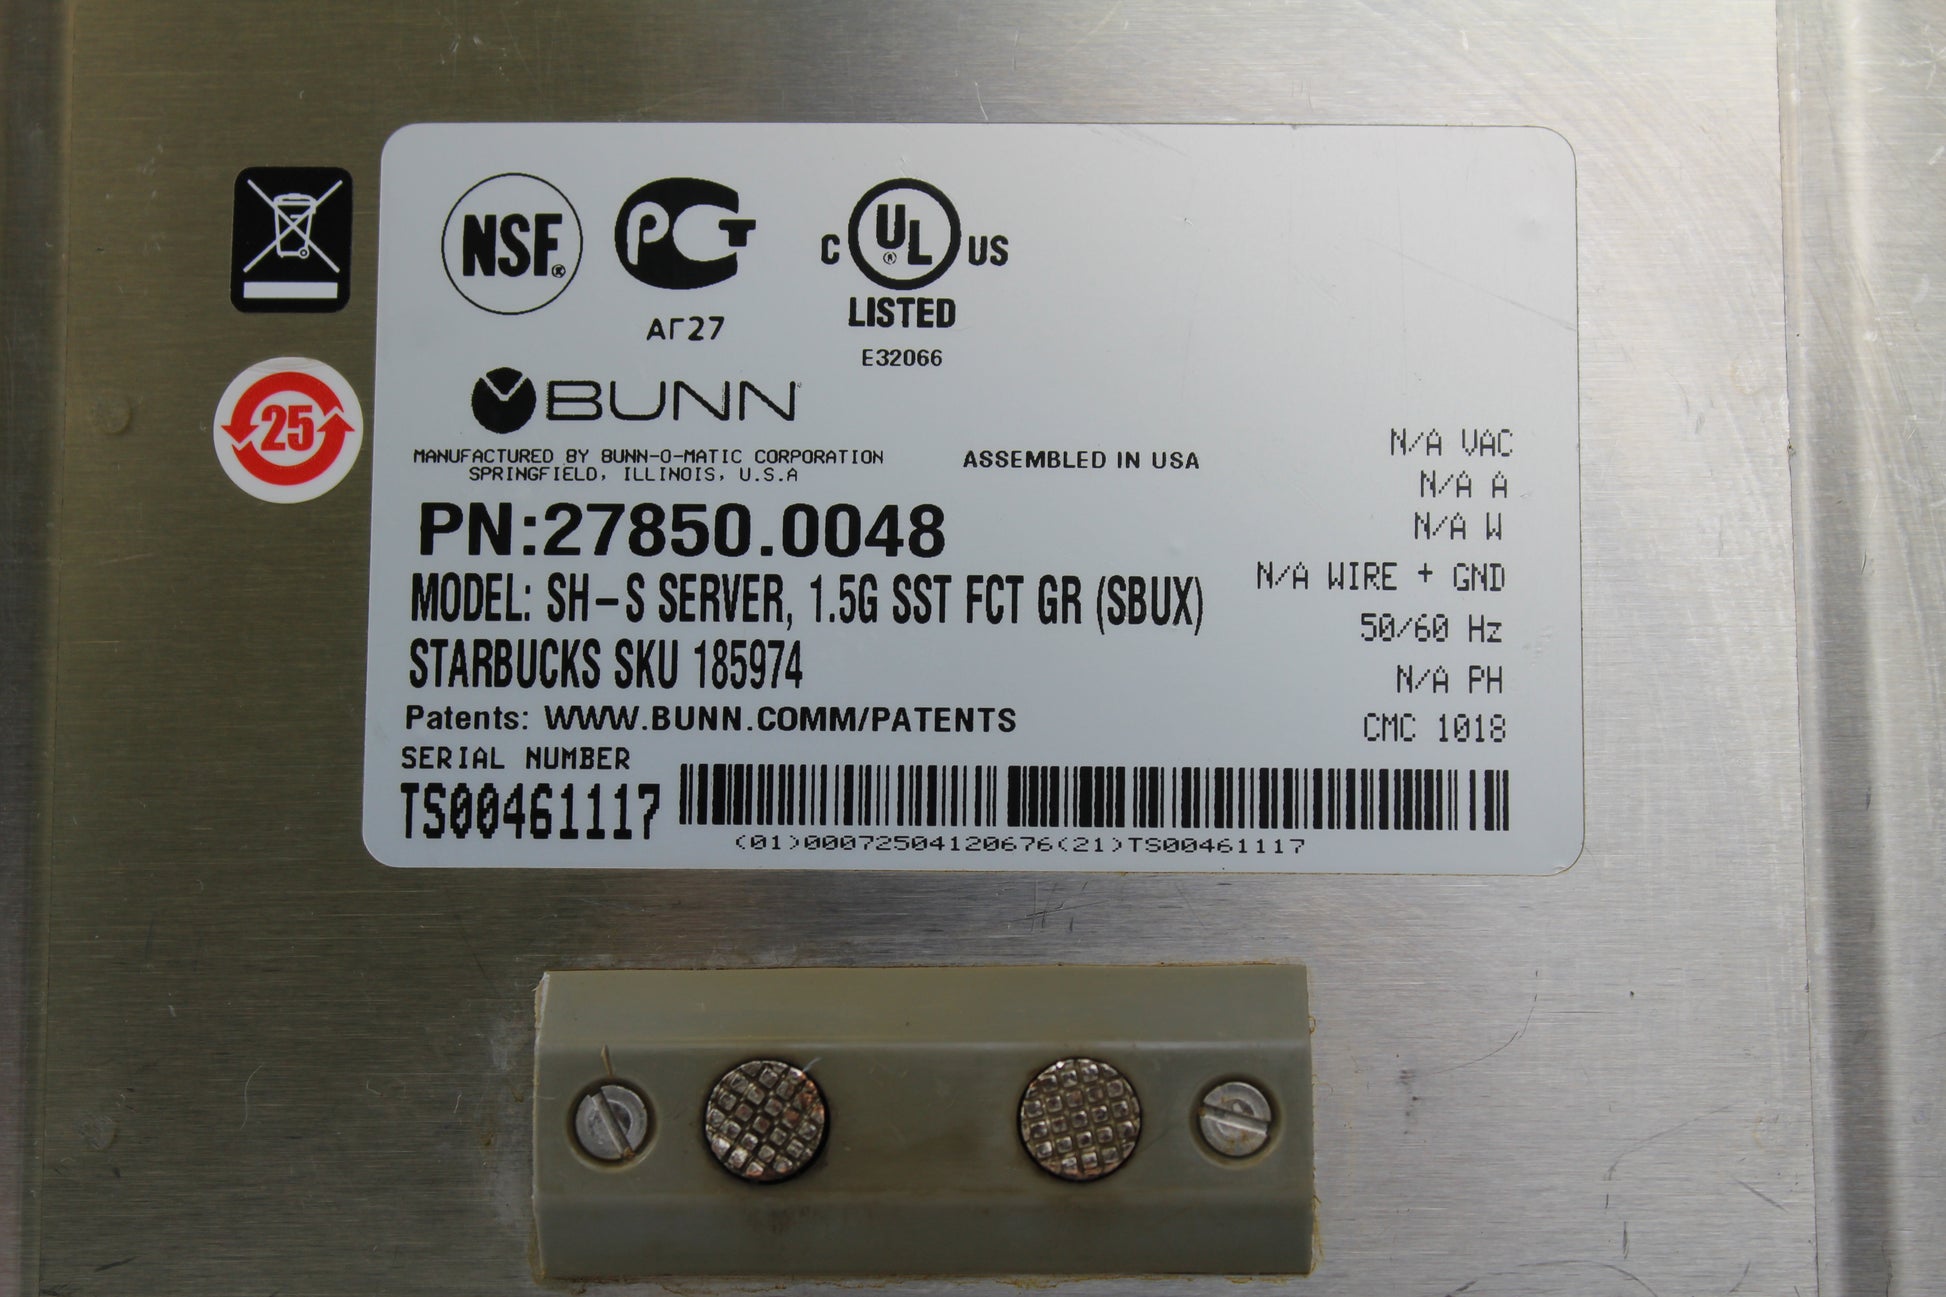 NSF®
РСТ
АГ27
C UL® US
LISTED
E32066
25
BUNN®
MANUFACTURED BY BUNN-O-MATIC CORPORATION
SPRINGFIELD, ILLINOIS, U.S.A
ASSEMBLED IN USA
PN:27850.0048
MODEL: SH-S SERVER, 1.5G SST FCT GR (SBUX)
STARBUCKS SKU 185974
Patents: WWW.BUNN.COMM/PATENTS
SERIAL NUMBER
TS00461117
(01)00072504120676(21)TS00461117
N/A VAC
N/A A
N/A W
N/A WIRE + GND
50/60 Hz
N/A PH
CMC 1018